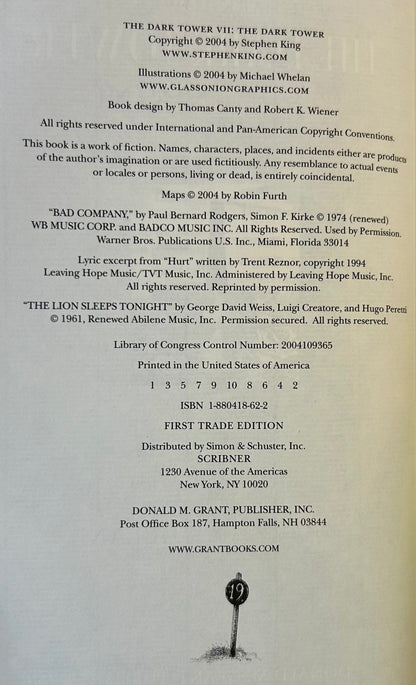 THE DARK TOWER VII: THE DARK TOWER
Copyright © 2004 by Stephen King
WWW.STEPHENKING.COM
Illustrations © 2004 by Michael Whelan
WWW.GLASSONIONGRAPHICS.COM
Book design by Thomas Canty and Robert K. Wiener
All rights reserved under International and Pan-American Copyright Conventions.
This book is a work of fiction. Names, characters, places, and incidents either are products
of the author's imagination or are used fictitiously. Any resemblance to actual events
or locales or persons, living or dead, is entirely coincidental.
Maps © 2004 by Robin Furth
"BAD COMPANY," by Paul Bernard Rodgers, Simon F. Kirke © 1974 (renewed)
WB MUSIC CORP. and BADCO MUSIC INC. All Rights Reserved. Used by Permission.
Warner Bros. Publications U.S. Inc., Miami, Florida 33014
Lyric excerpt from "Hurt" written by Trent Reznor, copyright 1994
Leaving Hope Music/TVT Music, Inc. Administered by Leaving Hope Music, Inc.
All rights reserved. Reprinted by permission.
"THE LION SLEEPS TONIGHT" by George David Weiss, Luigi Creatore, and Hugo Peretti
© 1961, Renewed Abilene Music, Inc. Permission secured. All rights reserved.
Library of Congress Control Number: 2004109365
Printed in the United States of America
1 3 5 7 9 10 8 6 4 2
ISBN 1-880418-62-2
FIRST TRADE EDITION
Distributed by Simon & Schuster, Inc.
SCRIBNER
1230 Avenue of the Americas
New York, NY 10020
DONALD M. GRANT, PUBLISHER, INC.
Post Office Box 187, Hampton Falls, NH 03844
WWW.GRANTBOOKS.COM
19